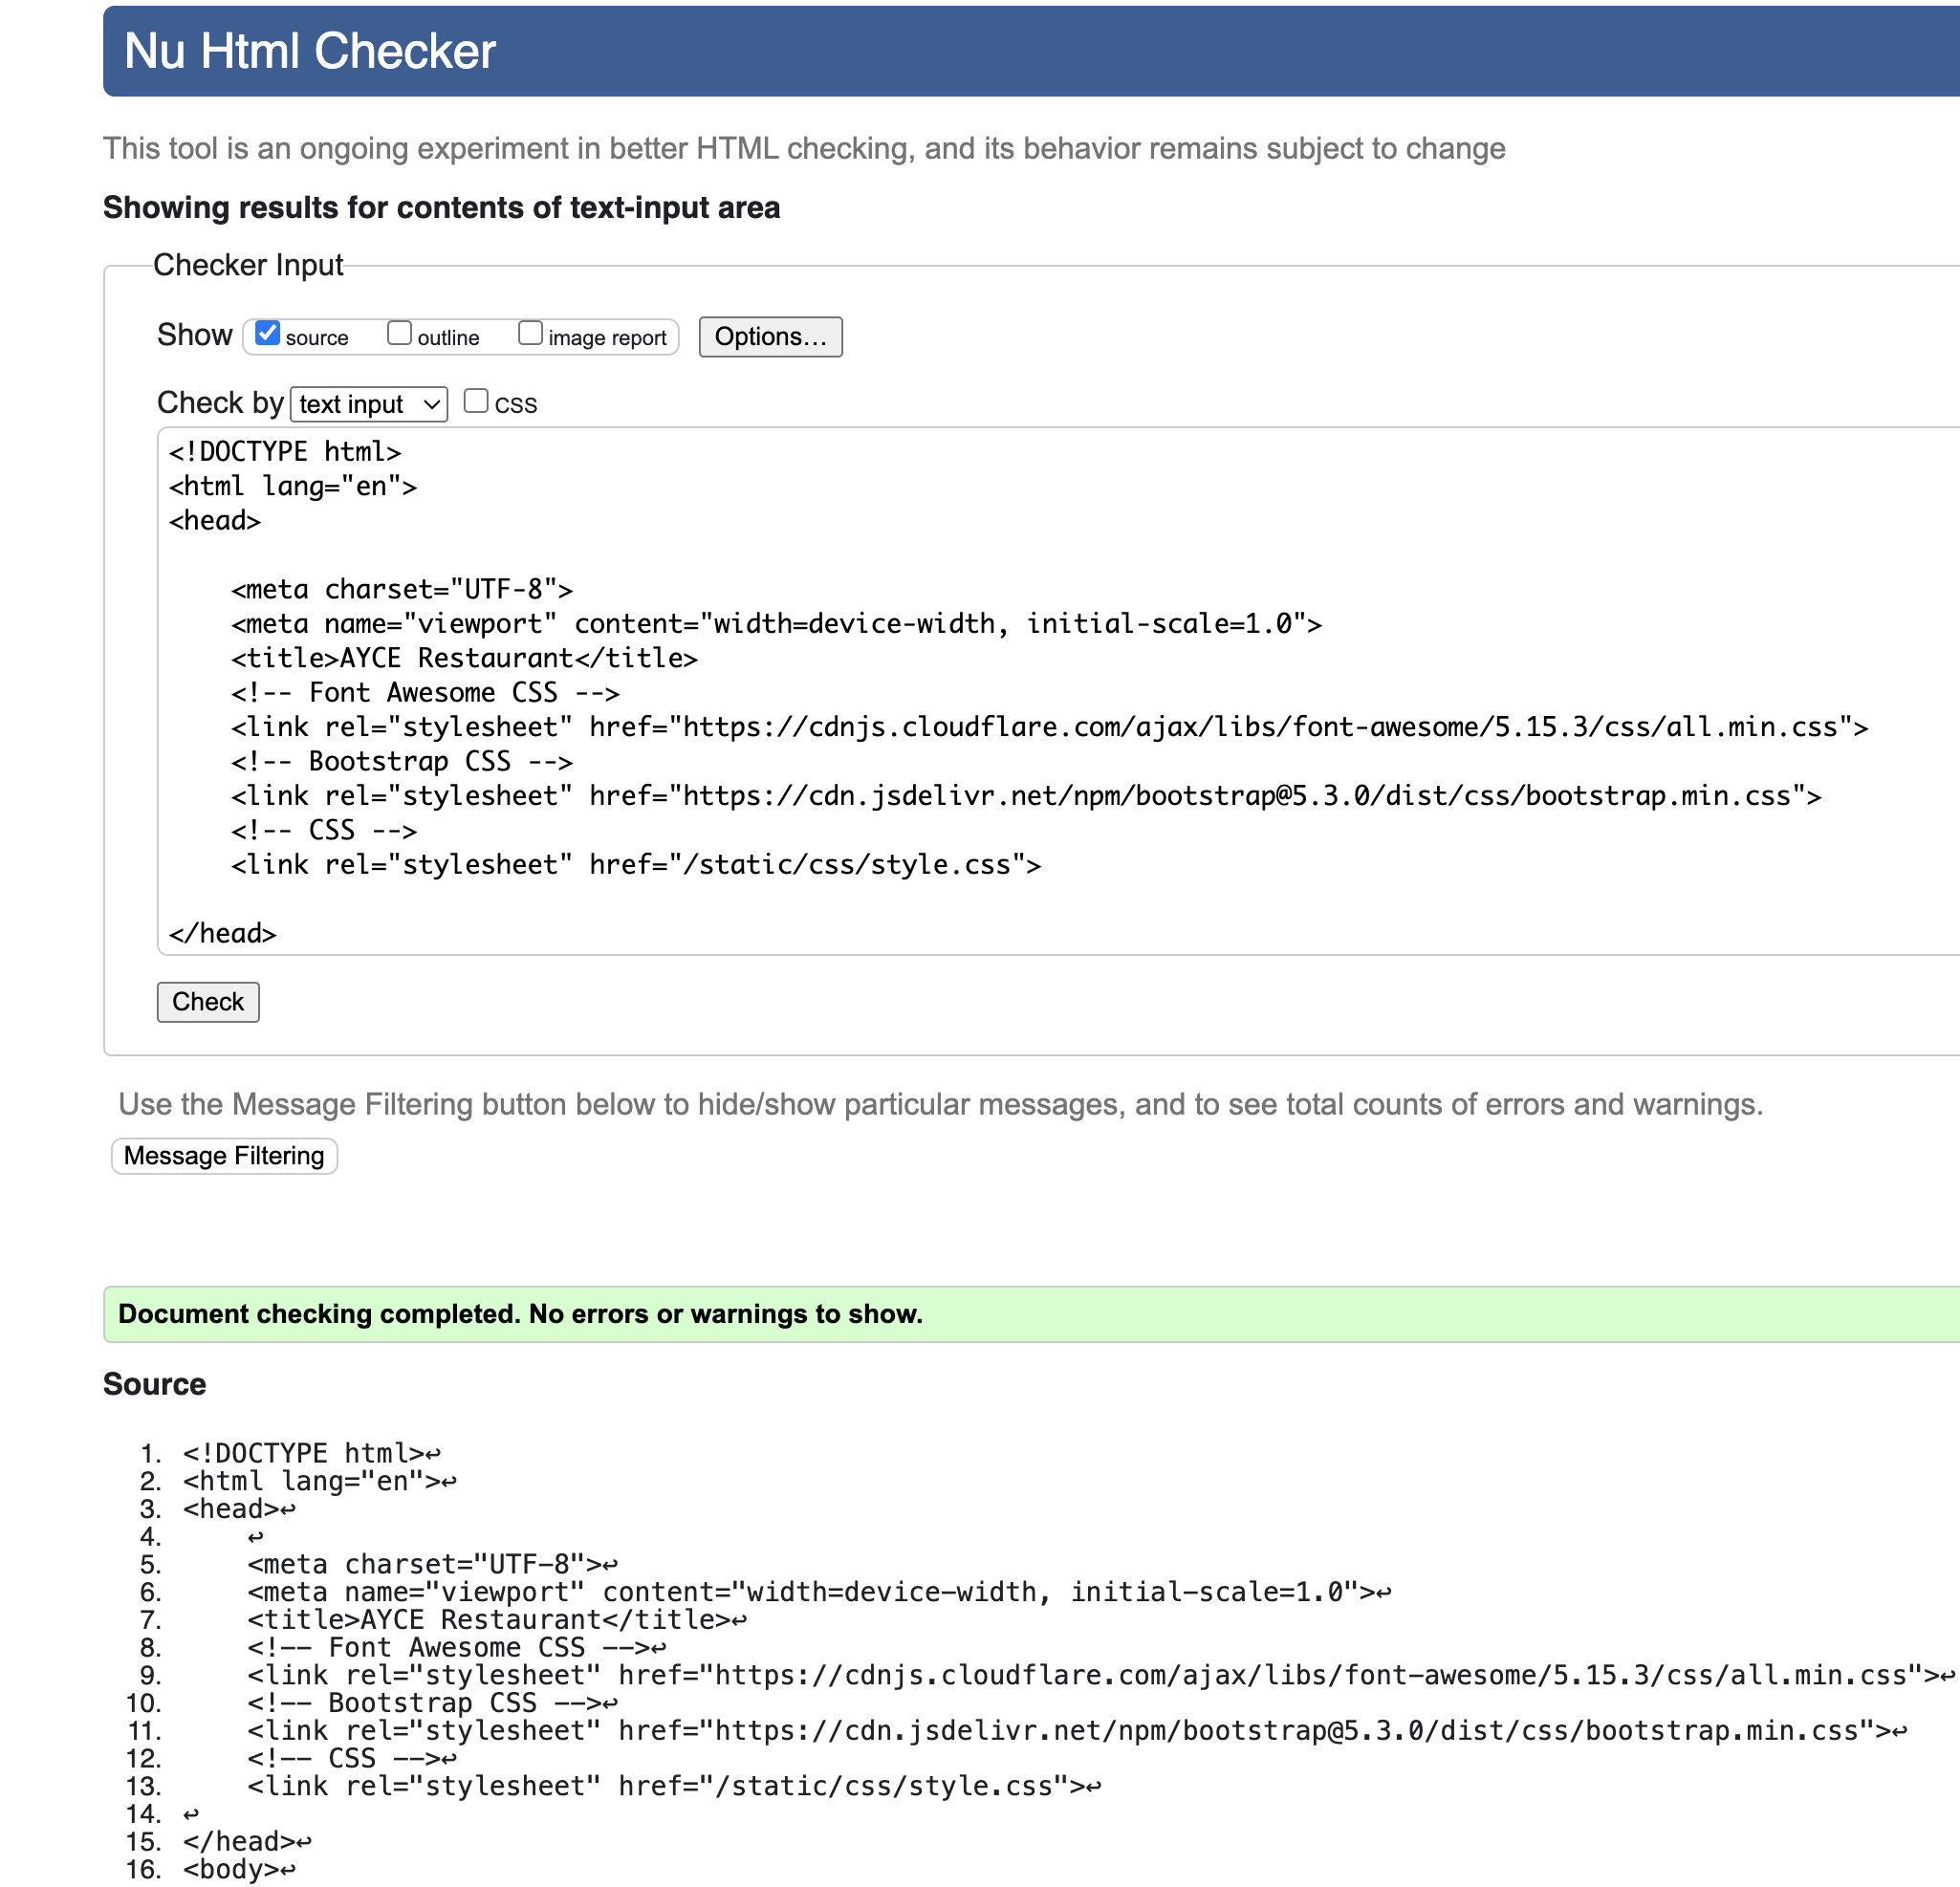 Nu Html Checker
This tool is an ongoing experiment in better HTML checking, and its behavior remains subject to change
Showing results for contents of text-input area
Checker Input
Show source outline image report Options...
Check by text input CSS
<!DOCTYPE html>
<html lang="en">
<head>
    <meta charset="UTF-8">
    <meta name="viewport" content="width=device-width, initial-scale=1.0">
    <title>AYCE Restaurant</title>
    <!-- Font Awesome CSS -->
    <link rel="stylesheet" href="https://cdnjs.cloudflare.com/ajax/libs/font-awesome/5.15.3/css/all.min.css">
    <!-- Bootstrap CSS -->
    <link rel="stylesheet" href="https://cdn.jsdelivr.net/npm/bootstrap@5.3.0/dist/css/bootstrap.min.css">
    <!-- CSS -->
    <link rel="stylesheet" href="/static/css/style.css">
</head>
Check
Use the Message Filtering button below to hide/show particular messages, and to see total counts of errors and warnings.
Message Filtering
Document checking completed. No errors or warnings to show.
Source
1. <!DOCTYPE html>↩
2. <html lang="en">↩
3. <head>↩
4.     ↩
5.     <meta charset="UTF-8">↩
6.     <meta name="viewport" content="width=device-width, initial-scale=1.0">↩
7.     <title>AYCE Restaurant</title>↩
8.     <!-- Font Awesome CSS -->↩
9.     <link rel="stylesheet" href="https://cdnjs.cloudflare.com/ajax/libs/font-awesome/5.15.3/css/all.min.css">↩
10.     <!-- Bootstrap CSS -->↩
11.     <link rel="stylesheet" href="https://cdn.jsdelivr.net/npm/bootstrap@5.3.0/dist/css/bootstrap.min.css">↩
12.     <!-- CSS -->↩
13.     <link rel="stylesheet" href="/static/css/style.css">↩
14. ↩
15. </head>↩
16. <body>↩